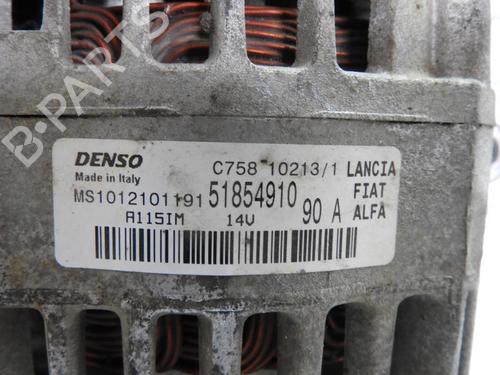 B-PARTS
DENSO C758 10213/1 LANCIA
Made in Italy FIAT
MS1012101191 51854910 90 A ALFA
A115IM 14V